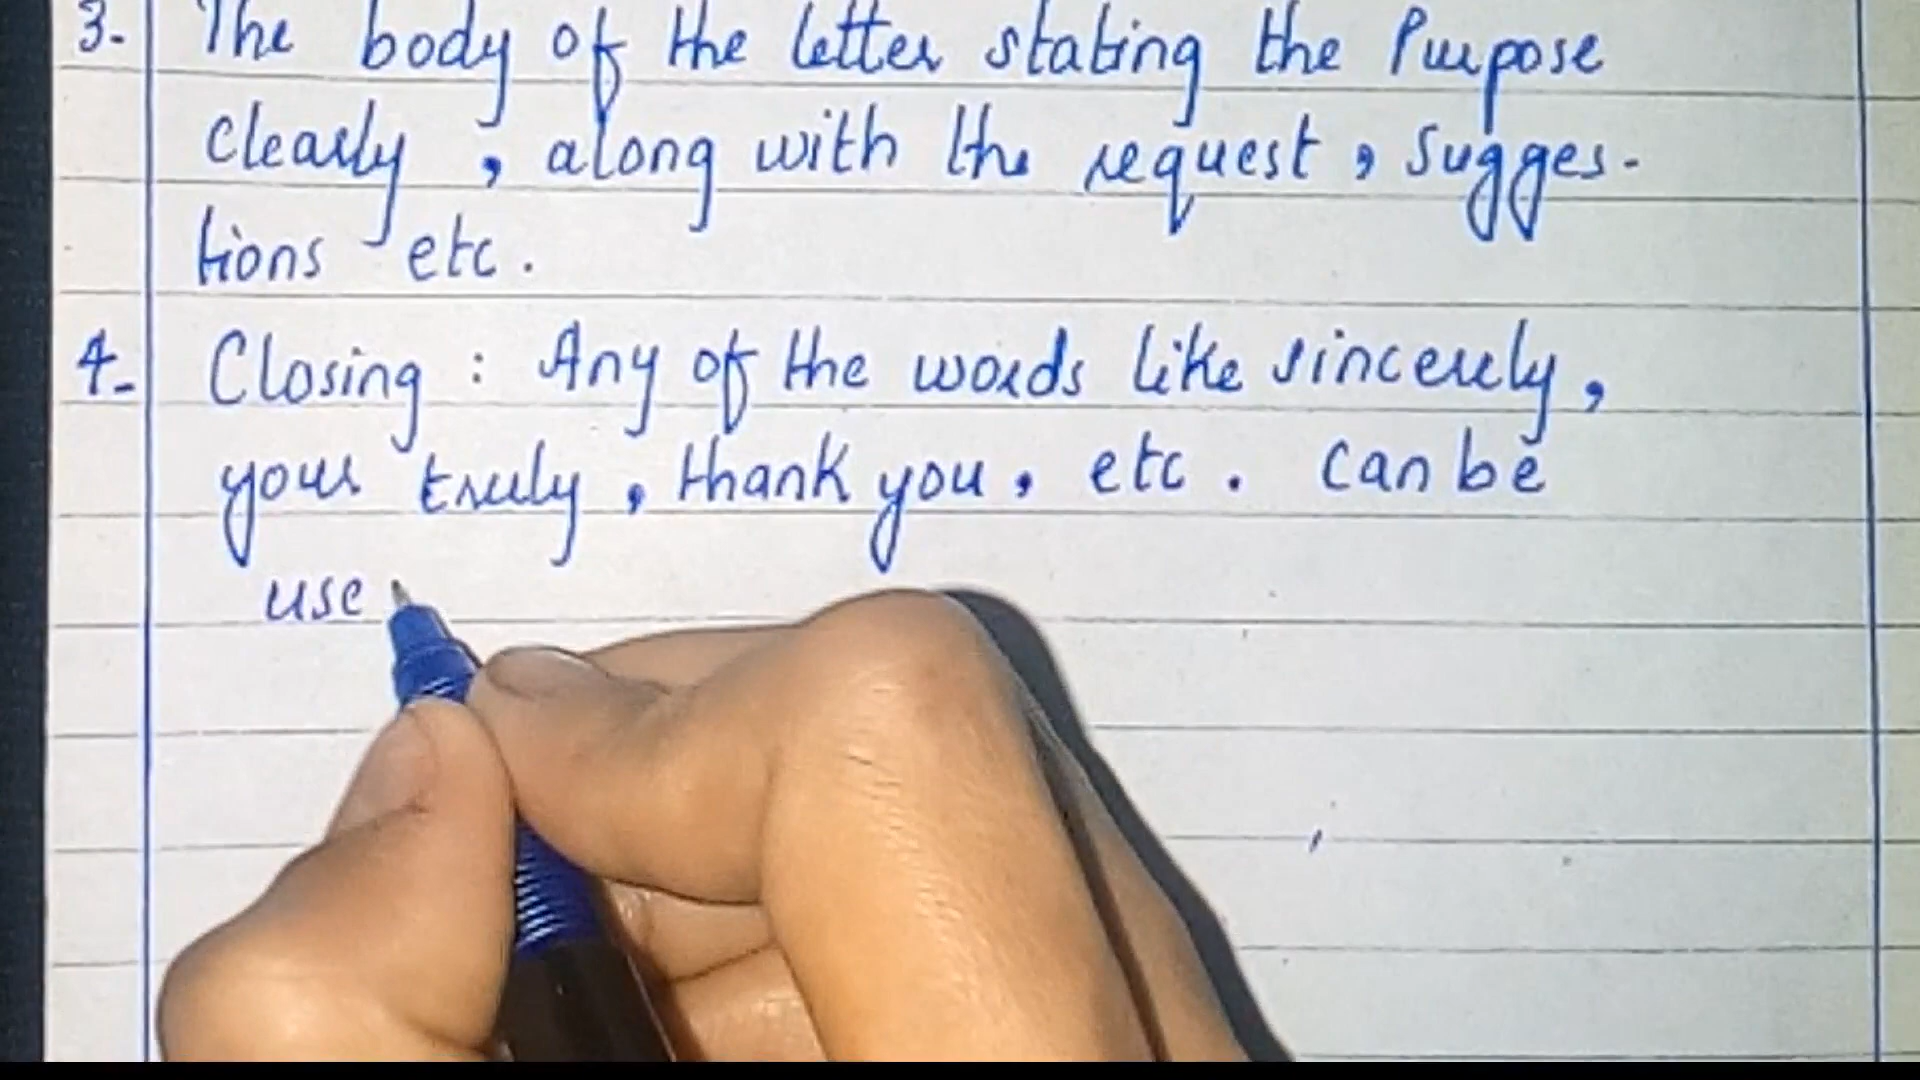 3. The body of the letter stating the Purpose
clearly, along with the request, sugges-
tions etc.
4. Closing : Any of the words like sincerely,
your truly, thank you, etc. can be
use